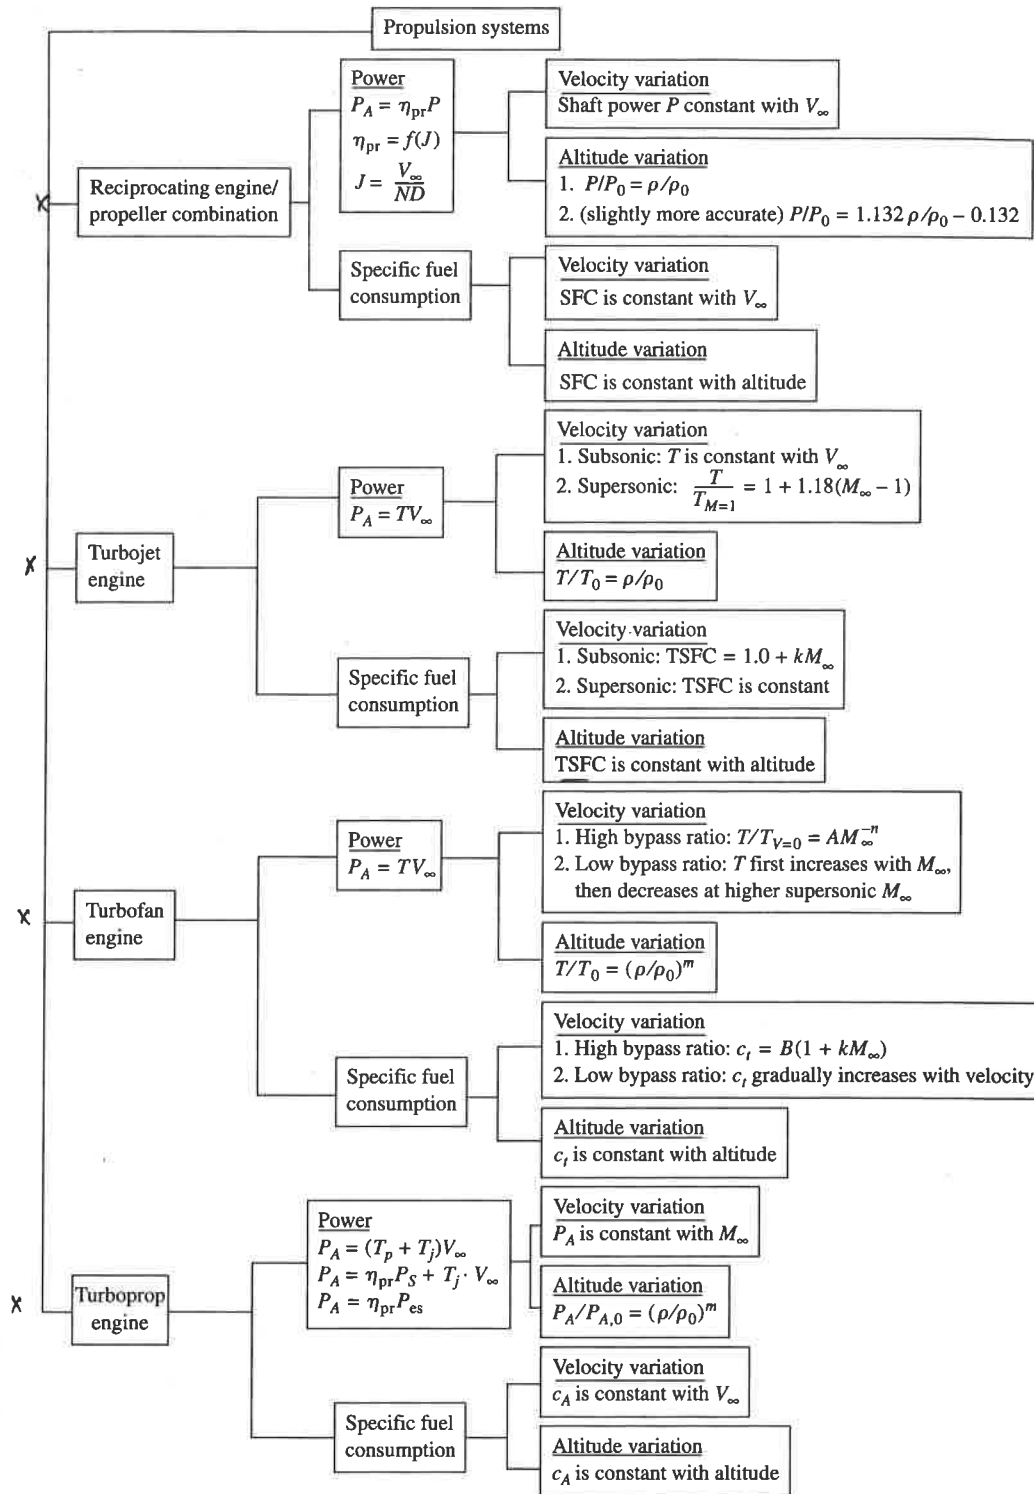 Propulsion systems
Reciprocating engine/
propeller combination
Power
P_A = η_pr P
η_pr = f(J)
J = V_∞/ND
Velocity variation
Shaft power P constant with V_∞
Altitude variation
1. P/P_0 = ρ/ρ_0
2. (slightly more accurate) P/P_0 = 1.132 ρ/ρ_0 − 0.132
Specific fuel
consumption
Velocity variation
SFC is constant with V_∞
Altitude variation
SFC is constant with altitude
Turbojet
engine
Power
P_A = TV_∞
Velocity variation
1. Subsonic: T is constant with V_∞
2. Supersonic: T/T_{M=1} = 1 + 1.18(M_∞ − 1)
Altitude variation
T/T_0 = ρ/ρ_0
Specific fuel
consumption
Velocity variation
1. Subsonic: TSFC = 1.0 + kM_∞
2. Supersonic: TSFC is constant
Altitude variation
TSFC is constant with altitude
Turbofan
engine
Power
P_A = TV_∞
Velocity variation
1. High bypass ratio: T/T_{V=0} = AM_∞^{−n}
2. Low bypass ratio: T first increases with M_∞,
then decreases at higher supersonic M_∞
Altitude variation
T/T_0 = (ρ/ρ_0)^m
Specific fuel
consumption
Velocity variation
1. High bypass ratio: c_t = B(1 + kM_∞)
2. Low bypass ratio: c_t gradually increases with velocity
Altitude variation
c_t is constant with altitude
Turboprop
engine
Power
P_A = (T_p + T_j)V_∞
P_A = η_pr P_S + T_j · V_∞
P_A = η_pr P_es
Velocity variation
P_A is constant with M_∞
Altitude variation
P_A/P_{A,0} = (ρ/ρ_0)^m
Specific fuel
consumption
Velocity variation
c_A is constant with V_∞
Altitude variation
c_A is constant with altitude